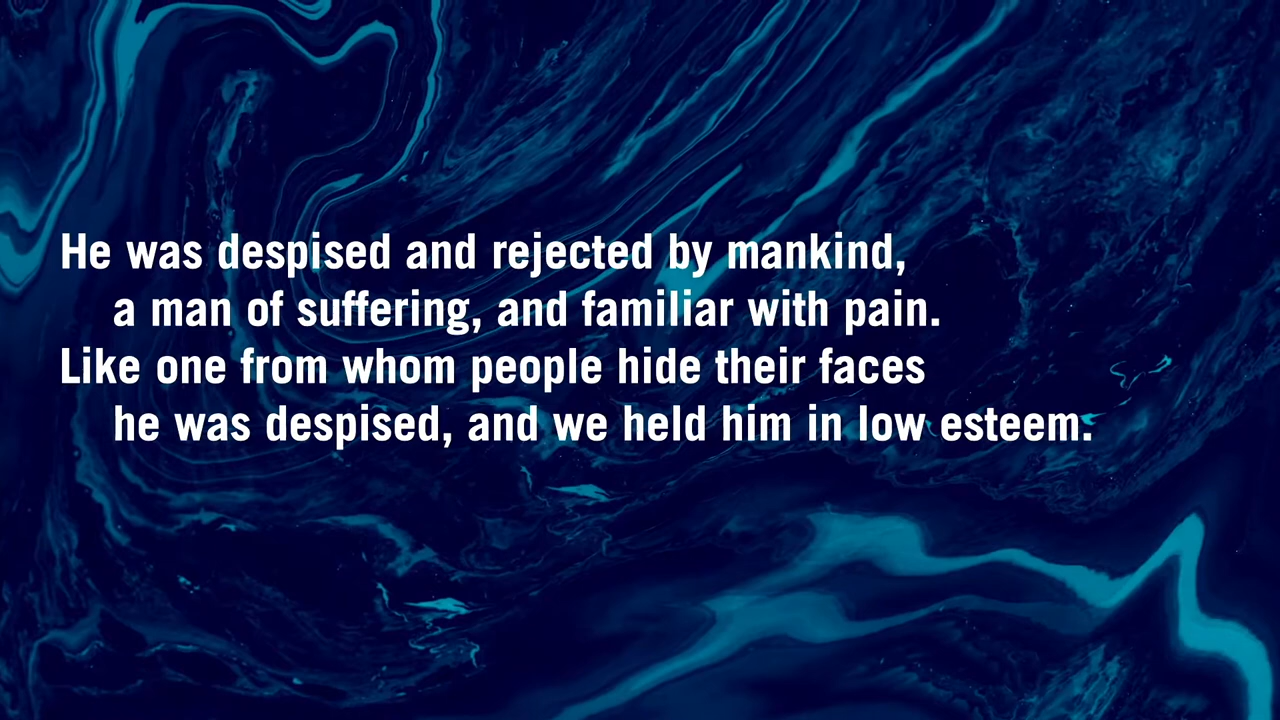 He was despised and rejected by mankind,
a man of suffering, and familiar with pain.
Like one from whom people hide their faces
he was despised, and we held him in low esteem.